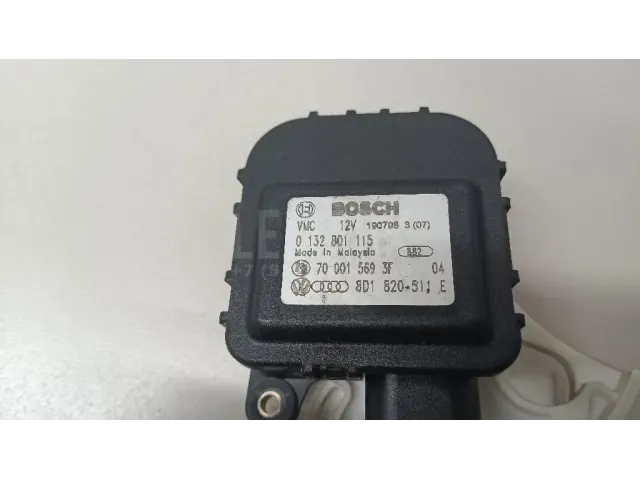 BOSCH
VMC 12V 190798 3 (07)
0 132 801 115
Made in Malaysia 882
70 001 569 3F 04
8D1 820-511 E